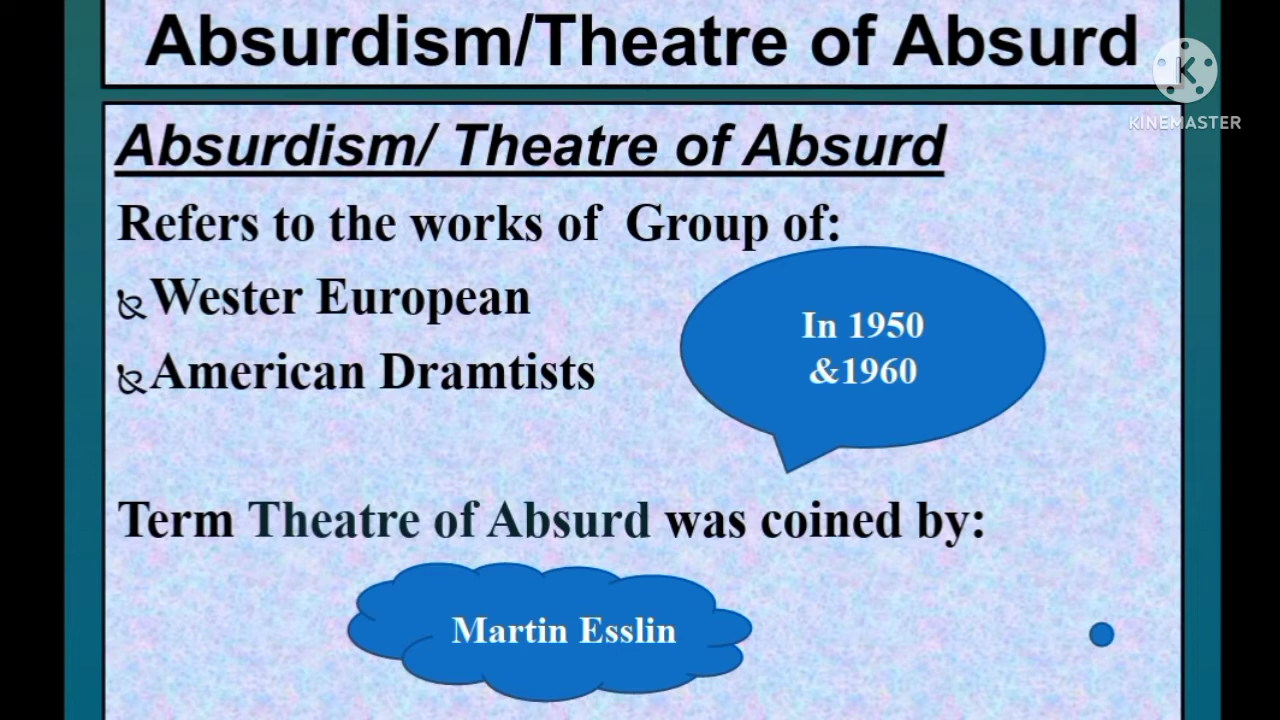 Absurdism/Theatre of Absurd
KINEMASTER
Absurdism/ Theatre of Absurd
Refers to the works of Group of:
Wester European
American Dramtists
In 1950
&1960
Term Theatre of Absurd was coined by:
Martin Esslin